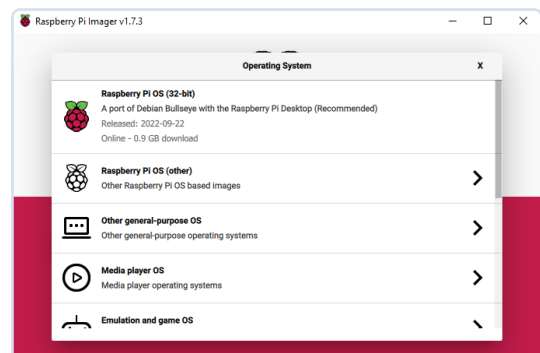 Raspberry Pi Imager v1.7.3
Operating System
X
Raspberry Pi OS (32-bit)
A port of Debian Bullseye with the Raspberry Pi Desktop (Recommended)
Released: 2022-09-22
Online - 0.9 GB download
Raspberry Pi OS (other)
Other Raspberry Pi OS based images
Other general-purpose OS
Other general-purpose operating systems
Media player OS
Media player operating systems
Emulation and game OS